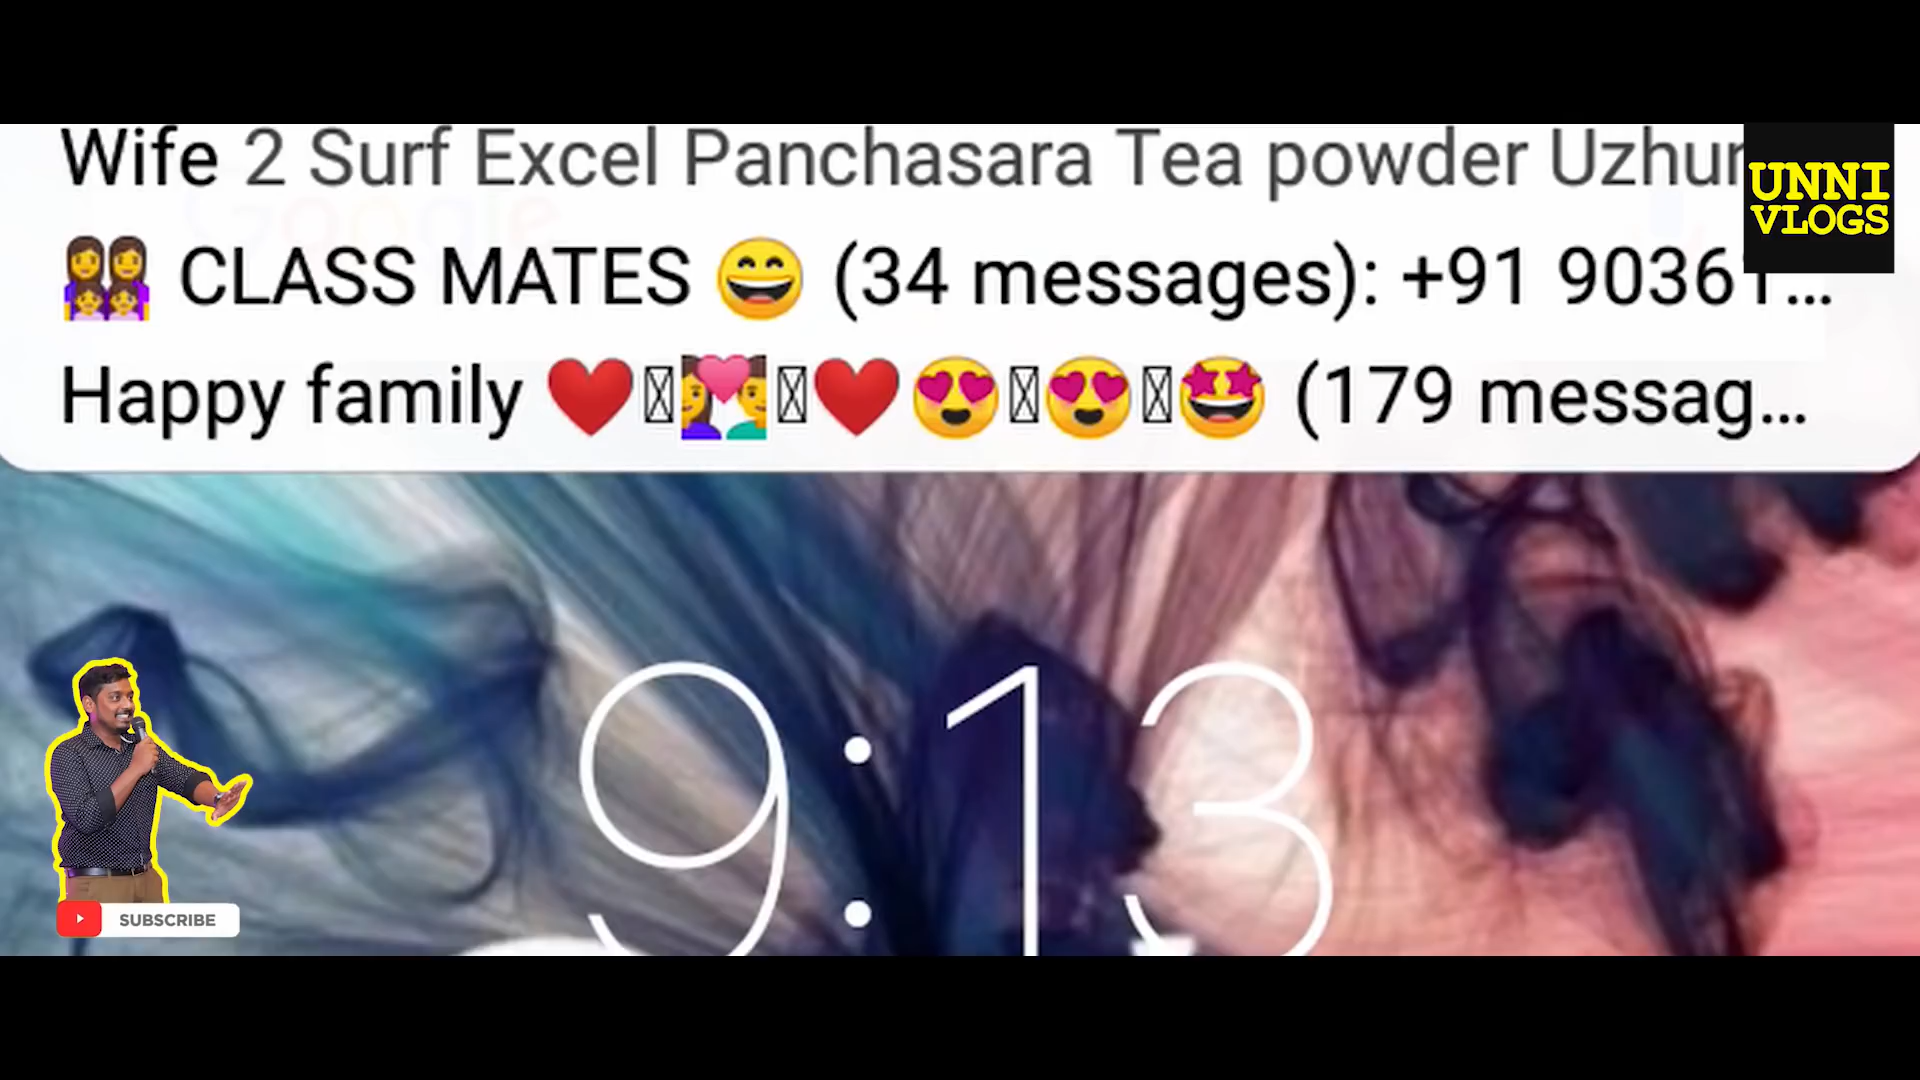 Wife 2 Surf Excel Panchasara Tea powder
UNNI
VLOGS
👩‍👩‍👧‍👧 CLASS MATES 😄 (34 messages): +91 9036...
Happy family ❤️💑❤️😍😍🤩 (179 messag...
9:13
SUBSCRIBE